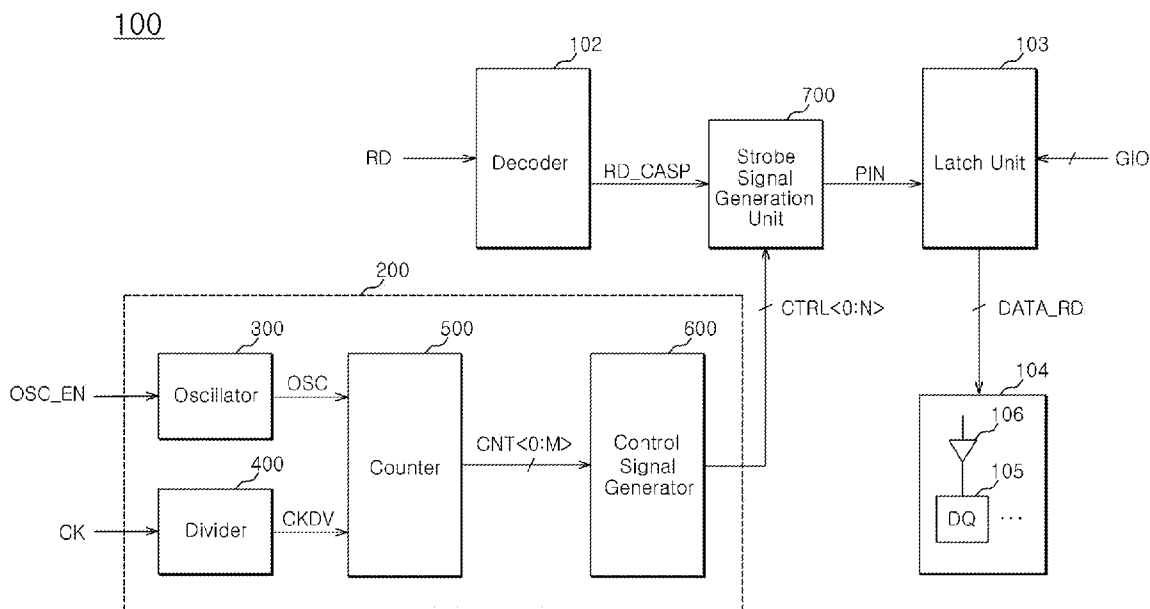 100
102
103
700
RD
Decoder
RD_CASP
Strobe
Signal
Generation
Unit
PIN
Latch Unit
GIO
200
CTRL<0:N>
DATA_RD
300
500
600
104
OSC_EN
Oscillator
OSC
106
CNT<0:M>
Counter
Control
Signal
Generator
400
105
CK
Divider
CKDV
DQ
...